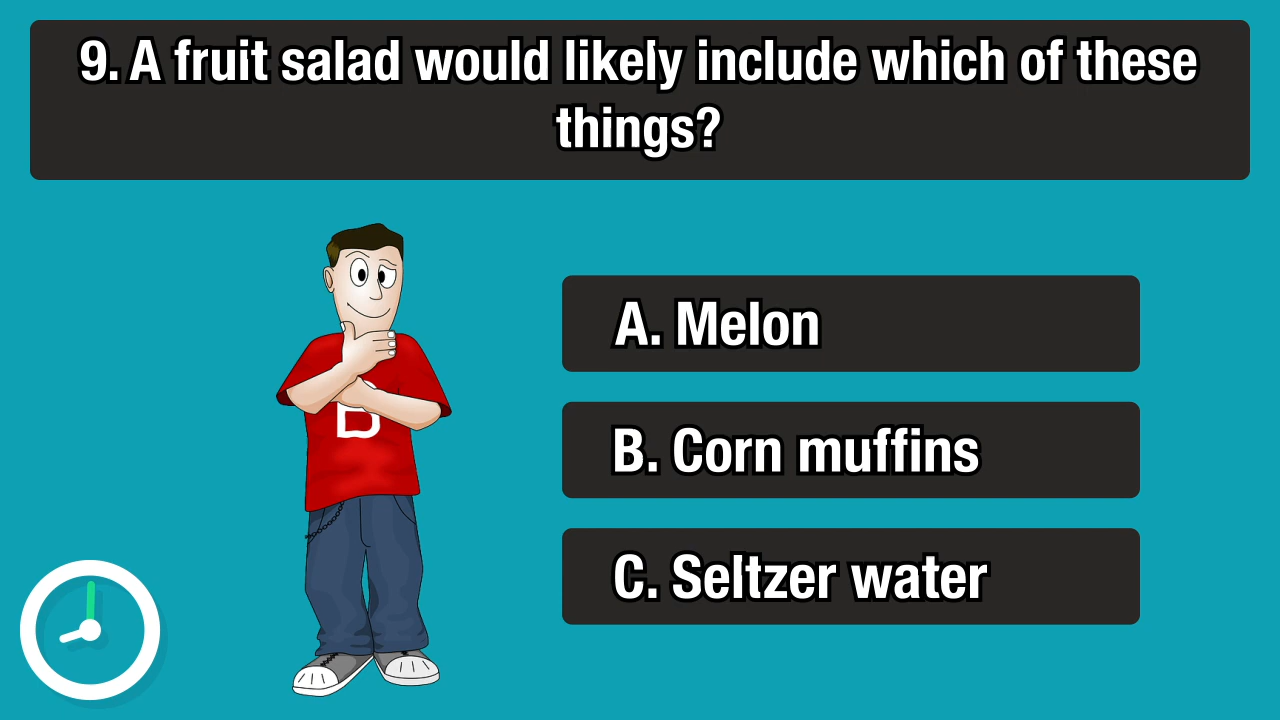 9. A fruit salad would likely include which of these
things?
A. Melon
B. Corn muffins
C. Seltzer water
B